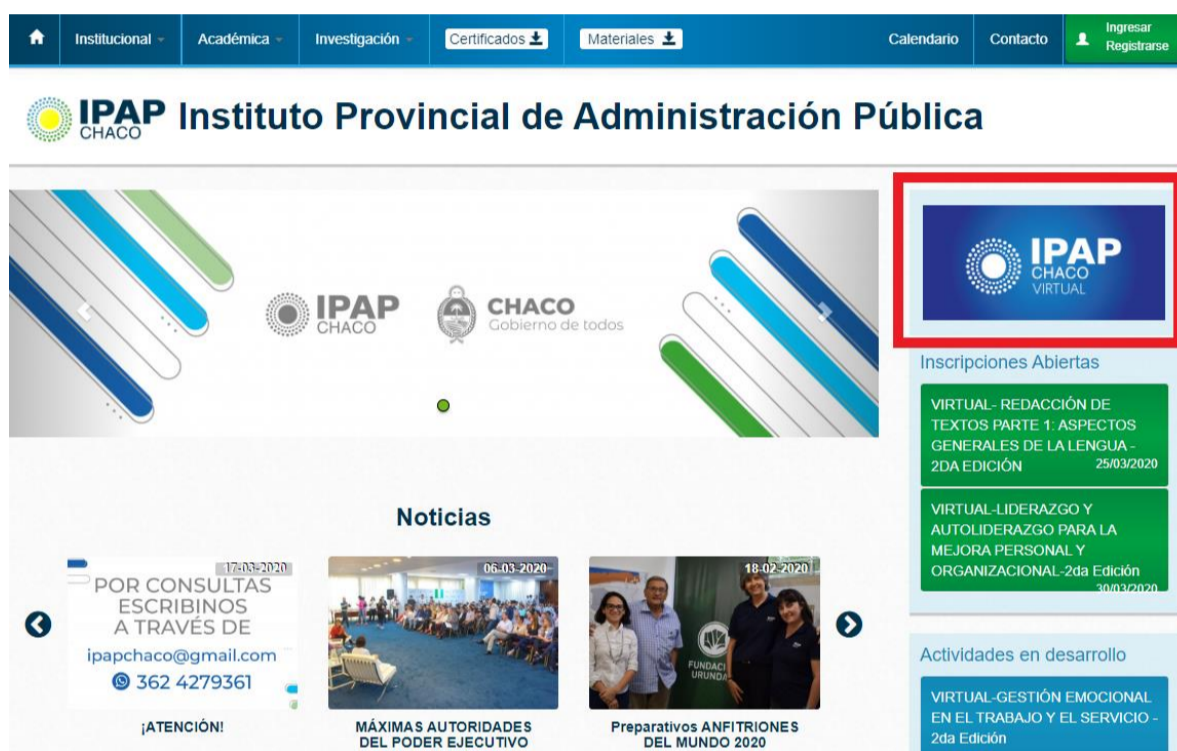 Institucional
Académica
Investigación
Certificados
Materiales
Calendario
Contacto
Ingresar
Registrarse
IPAP
CHACO
Instituto Provincial de Administración Pública
IPAP
CHACO
CHACO
Gobierno de todos
IPAP
CHACO
VIRTUAL
Inscripciones Abiertas
VIRTUAL- REDACCIÓN DE
TEXTOS PARTE 1: ASPECTOS
GENERALES DE LA LENGUA -
2DA EDICIÓN 25/03/2020
VIRTUAL-LIDERAZGO Y
AUTOLIDERAZGO PARA LA
MEJORA PERSONAL Y
ORGANIZACIONAL-2da Edición
30/03/2020
Noticias
17-03-2020
POR CONSULTAS
ESCRIBINOS
A TRAVÉS DE
ipapchaco@gmail.com
362 4279361
¡ATENCIÓN!
06-03-2020
MÁXIMAS AUTORIDADES
DEL PODER EJECUTIVO
18-02-2020
FUNDACI
URUNDA
Preparativos ANFITRIONES
DEL MUNDO 2020
Actividades en desarrollo
VIRTUAL-GESTIÓN EMOCIONAL
EN EL TRABAJO Y EL SERVICIO -
2da Edición